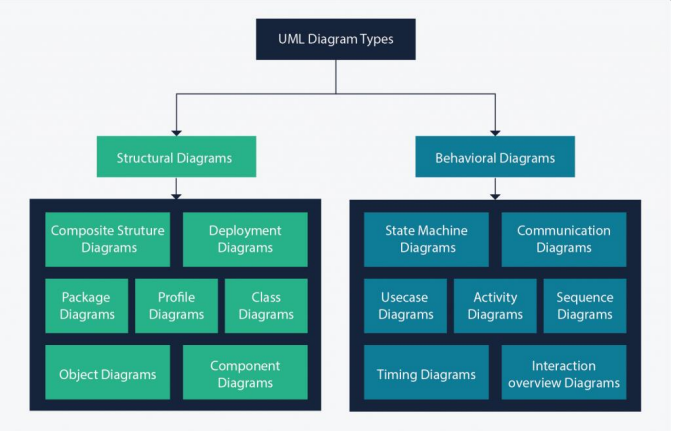 UML Diagram Types
Structural Diagrams
Behavioral Diagrams
Composite Struture
Diagrams
Deployment
Diagrams
Package
Diagrams
Profile
Diagrams
Class
Diagrams
Object Diagrams
Component
Diagrams
State Machine
Diagrams
Communication
Diagrams
Usecase
Diagrams
Activity
Diagrams
Sequence
Diagrams
Timing Diagrams
Interaction
overview Diagrams